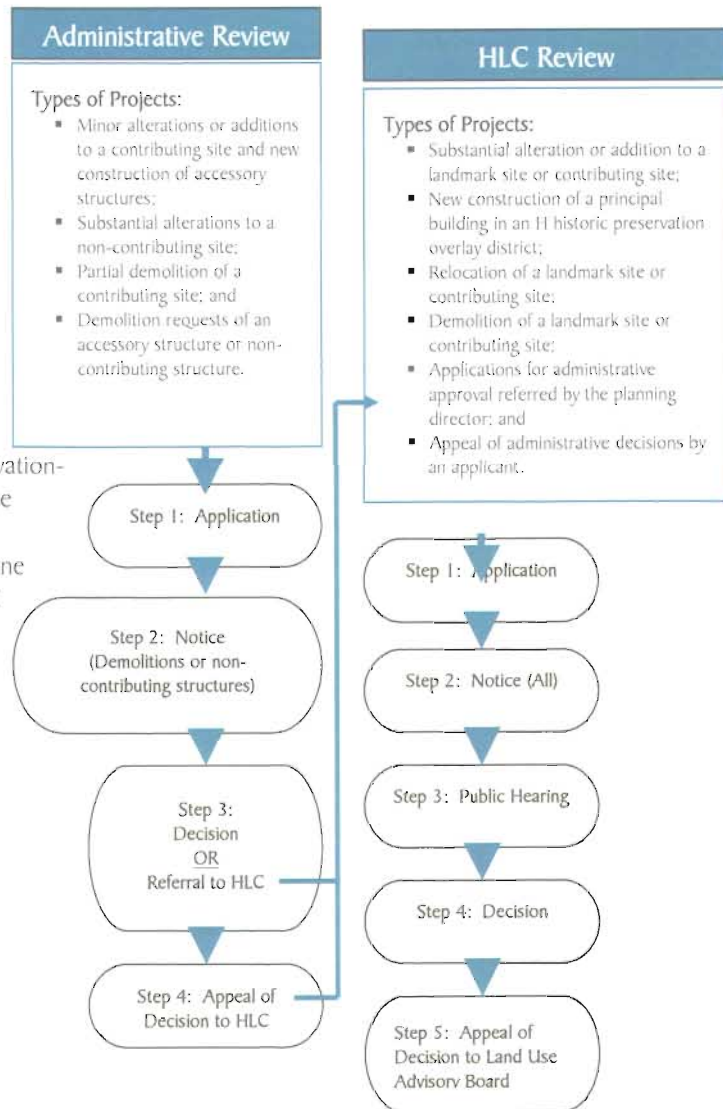 Administrative Review
Types of Projects:
▪ Minor alterations or additions
to a contributing site and new
construction of accessory
structures;
▪ Substantial alterations to a
non-contributing site;
▪ Partial demolition of a
contributing site; and
▪ Demolition requests of an
accessory structure or non-
contributing structure.
vation-
e
ne
Step 1: Application
Step 2: Notice
(Demolitions or non-
contributing structures)
Step 3:
Decision
OR
Referral to HLC
Step 4: Appeal of
Decision to HLC
HLC Review
Types of Projects:
▪ Substantial alteration or addition to a
landmark site or contributing site;
▪ New construction of a principal
building in an H historic preservation
overlay district;
▪ Relocation of a landmark site or
contributing site;
▪ Demolition of a landmark site or
contributing site;
▪ Applications for administrative
approval referred by the planning
director; and
▪ Appeal of administrative decisions by
an applicant.
Step 1: Application
Step 2: Notice (All)
Step 3: Public Hearing
Step 4: Decision
Step 5: Appeal of
Decision to Land Use
Advisory Board